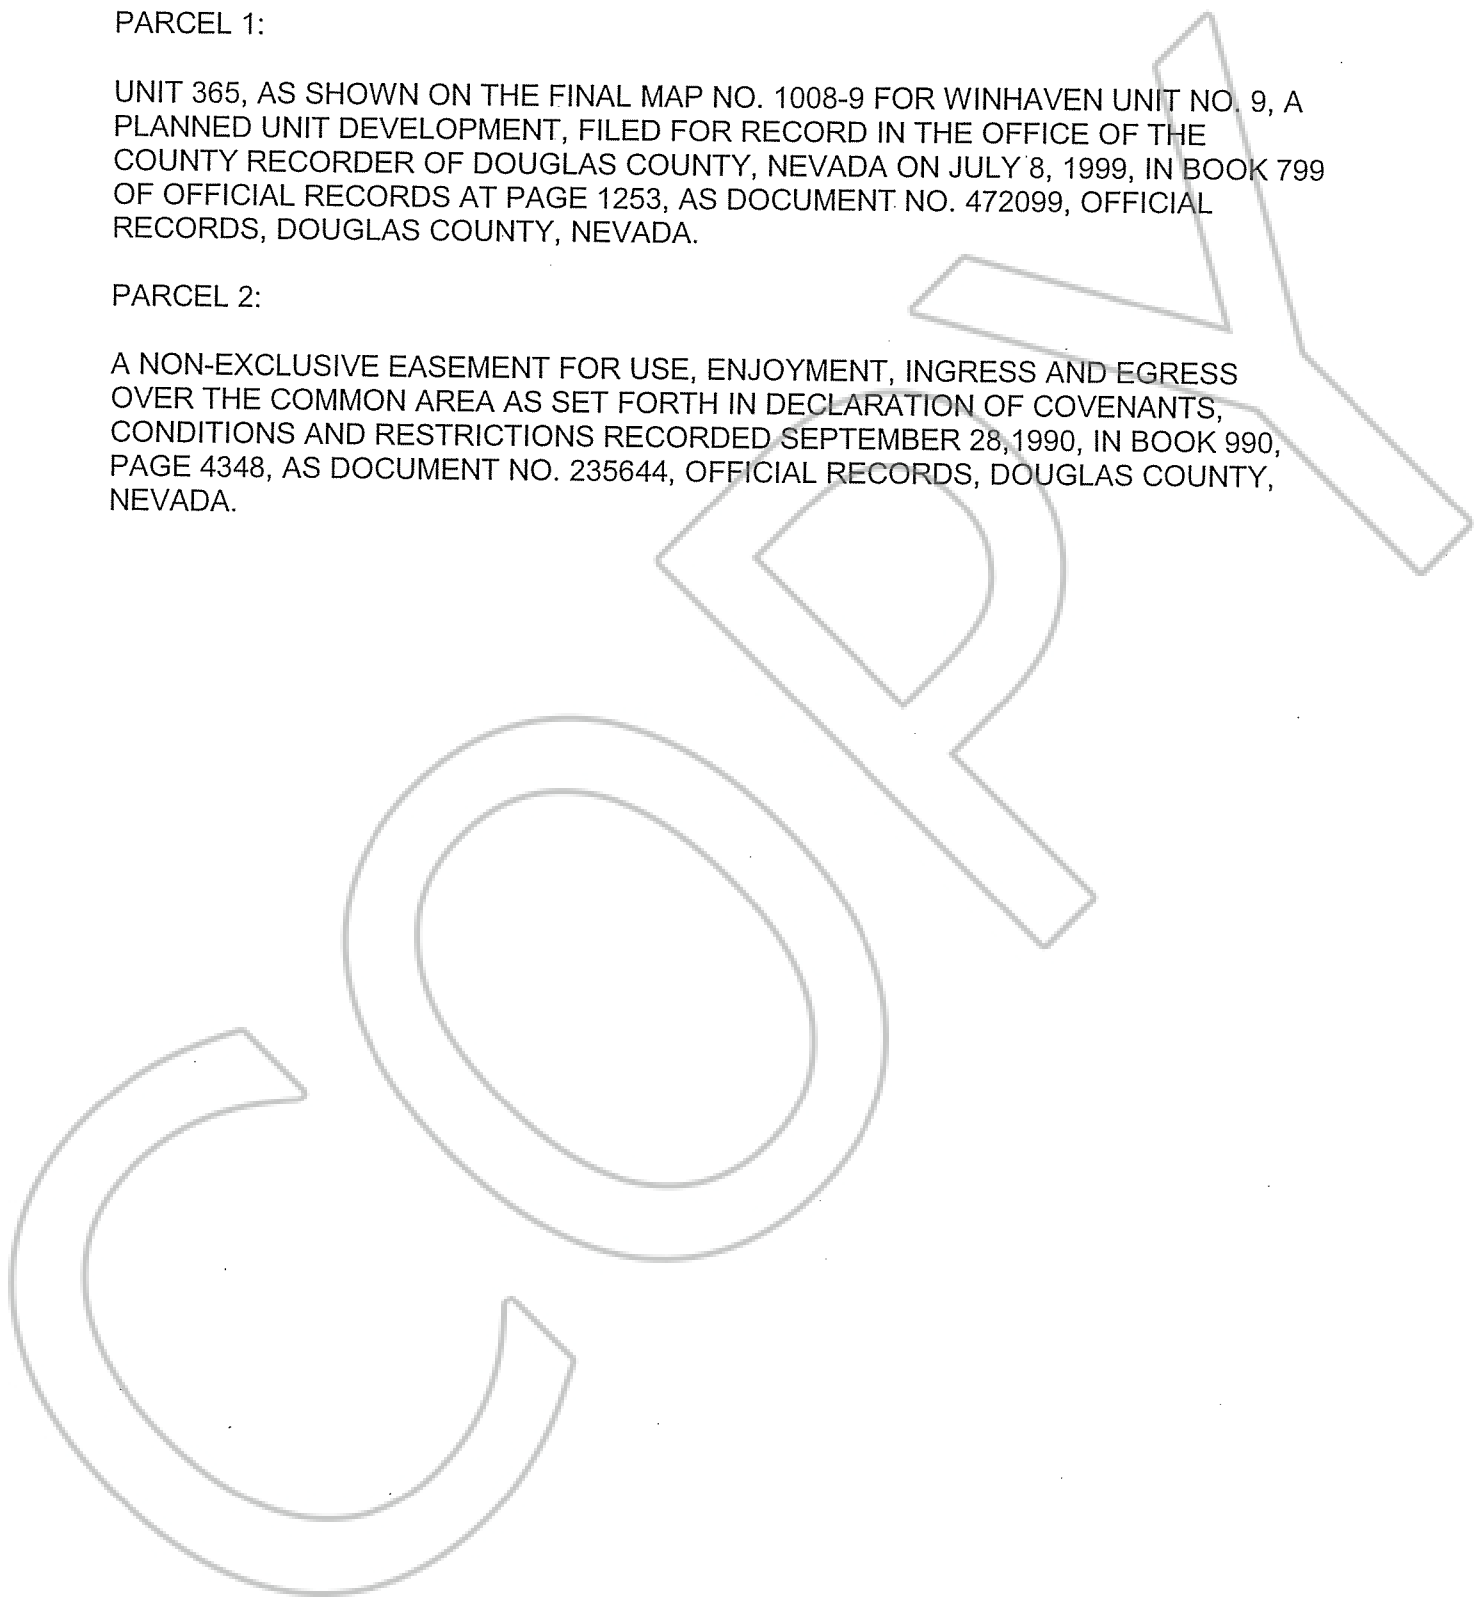 PARCEL 1:
UNIT 365, AS SHOWN ON THE FINAL MAP NO. 1008-9 FOR WINHAVEN UNIT NO. 9, A
PLANNED UNIT DEVELOPMENT, FILED FOR RECORD IN THE OFFICE OF THE
COUNTY RECORDER OF DOUGLAS COUNTY, NEVADA ON JULY 8, 1999, IN BOOK 799
OF OFFICIAL RECORDS AT PAGE 1253, AS DOCUMENT NO. 472099, OFFICIAL
RECORDS, DOUGLAS COUNTY, NEVADA.
PARCEL 2:
A NON-EXCLUSIVE EASEMENT FOR USE, ENJOYMENT, INGRESS AND EGRESS
OVER THE COMMON AREA AS SET FORTH IN DECLARATION OF COVENANTS,
CONDITIONS AND RESTRICTIONS RECORDED SEPTEMBER 28,1990, IN BOOK 990,
PAGE 4348, AS DOCUMENT NO. 235644, OFFICIAL RECORDS, DOUGLAS COUNTY,
NEVADA.
COPY